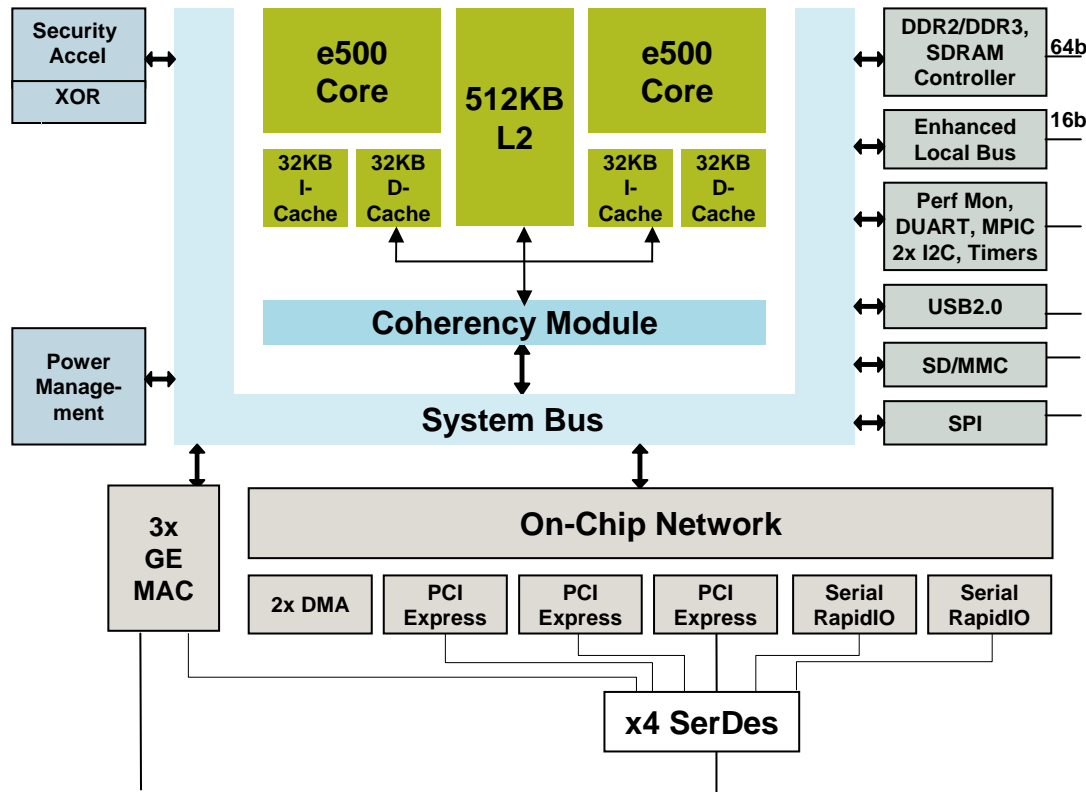 Security
Accel
XOR
e500
Core
512KB
L2
e500
Core
32KB
I-
Cache
32KB
D-
Cache
32KB
I-
Cache
32KB
D-
Cache
Coherency Module
System Bus
Power
Manage-
ment
DDR2/DDR3,
SDRAM
Controller
64b
Enhanced
Local Bus
16b
Perf Mon,
DUART, MPIC
2x I2C, Timers
USB2.0
SD/MMC
SPI
3x
GE
MAC
On-Chip Network
2x DMA
PCI
Express
PCI
Express
PCI
Express
Serial
RapidIO
Serial
RapidIO
x4 SerDes